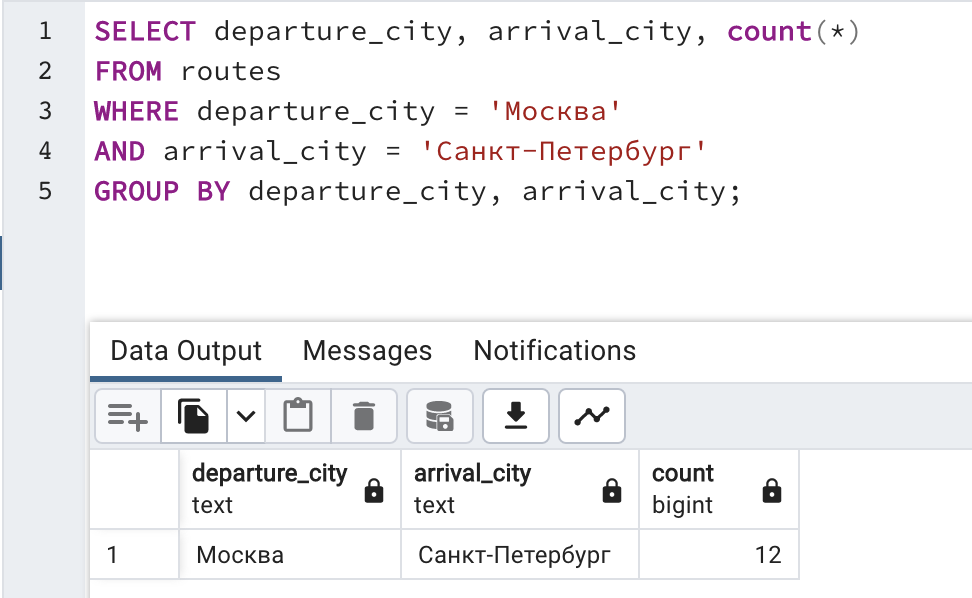 1 SELECT departure_city, arrival_city, count(*)
2 FROM routes
3 WHERE departure_city = 'Москва'
4 AND arrival_city = 'Санкт-Петербург'
5 GROUP BY departure_city, arrival_city;
Data Output Messages Notifications
departure_city arrival_city count
text text bigint
1 Москва Санкт-Петербург 12